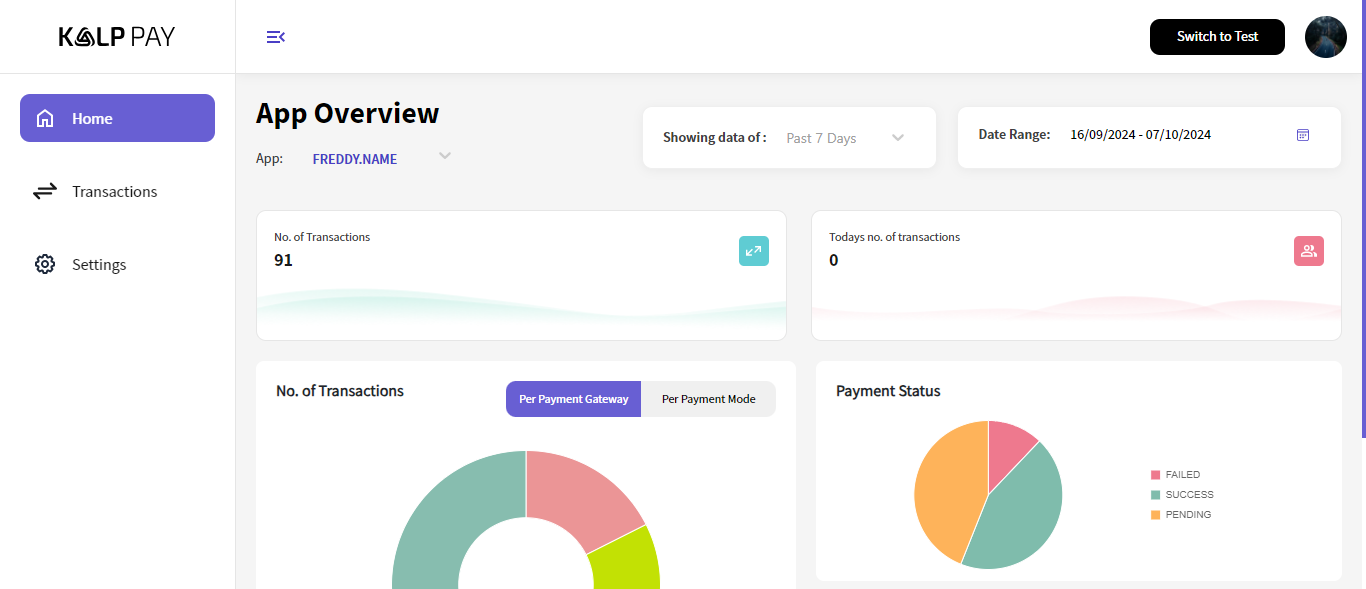 KALP PAY
Switch to Test
Home
Transactions
Settings
App Overview
App: FREDDY.NAME
Showing data of : Past 7 Days
Date Range: 16/09/2024 - 07/10/2024
No. of Transactions
91
Todays no. of transactions
0
No. of Transactions
Per Payment Gateway Per Payment Mode
Payment Status
FAILED
SUCCESS
PENDING